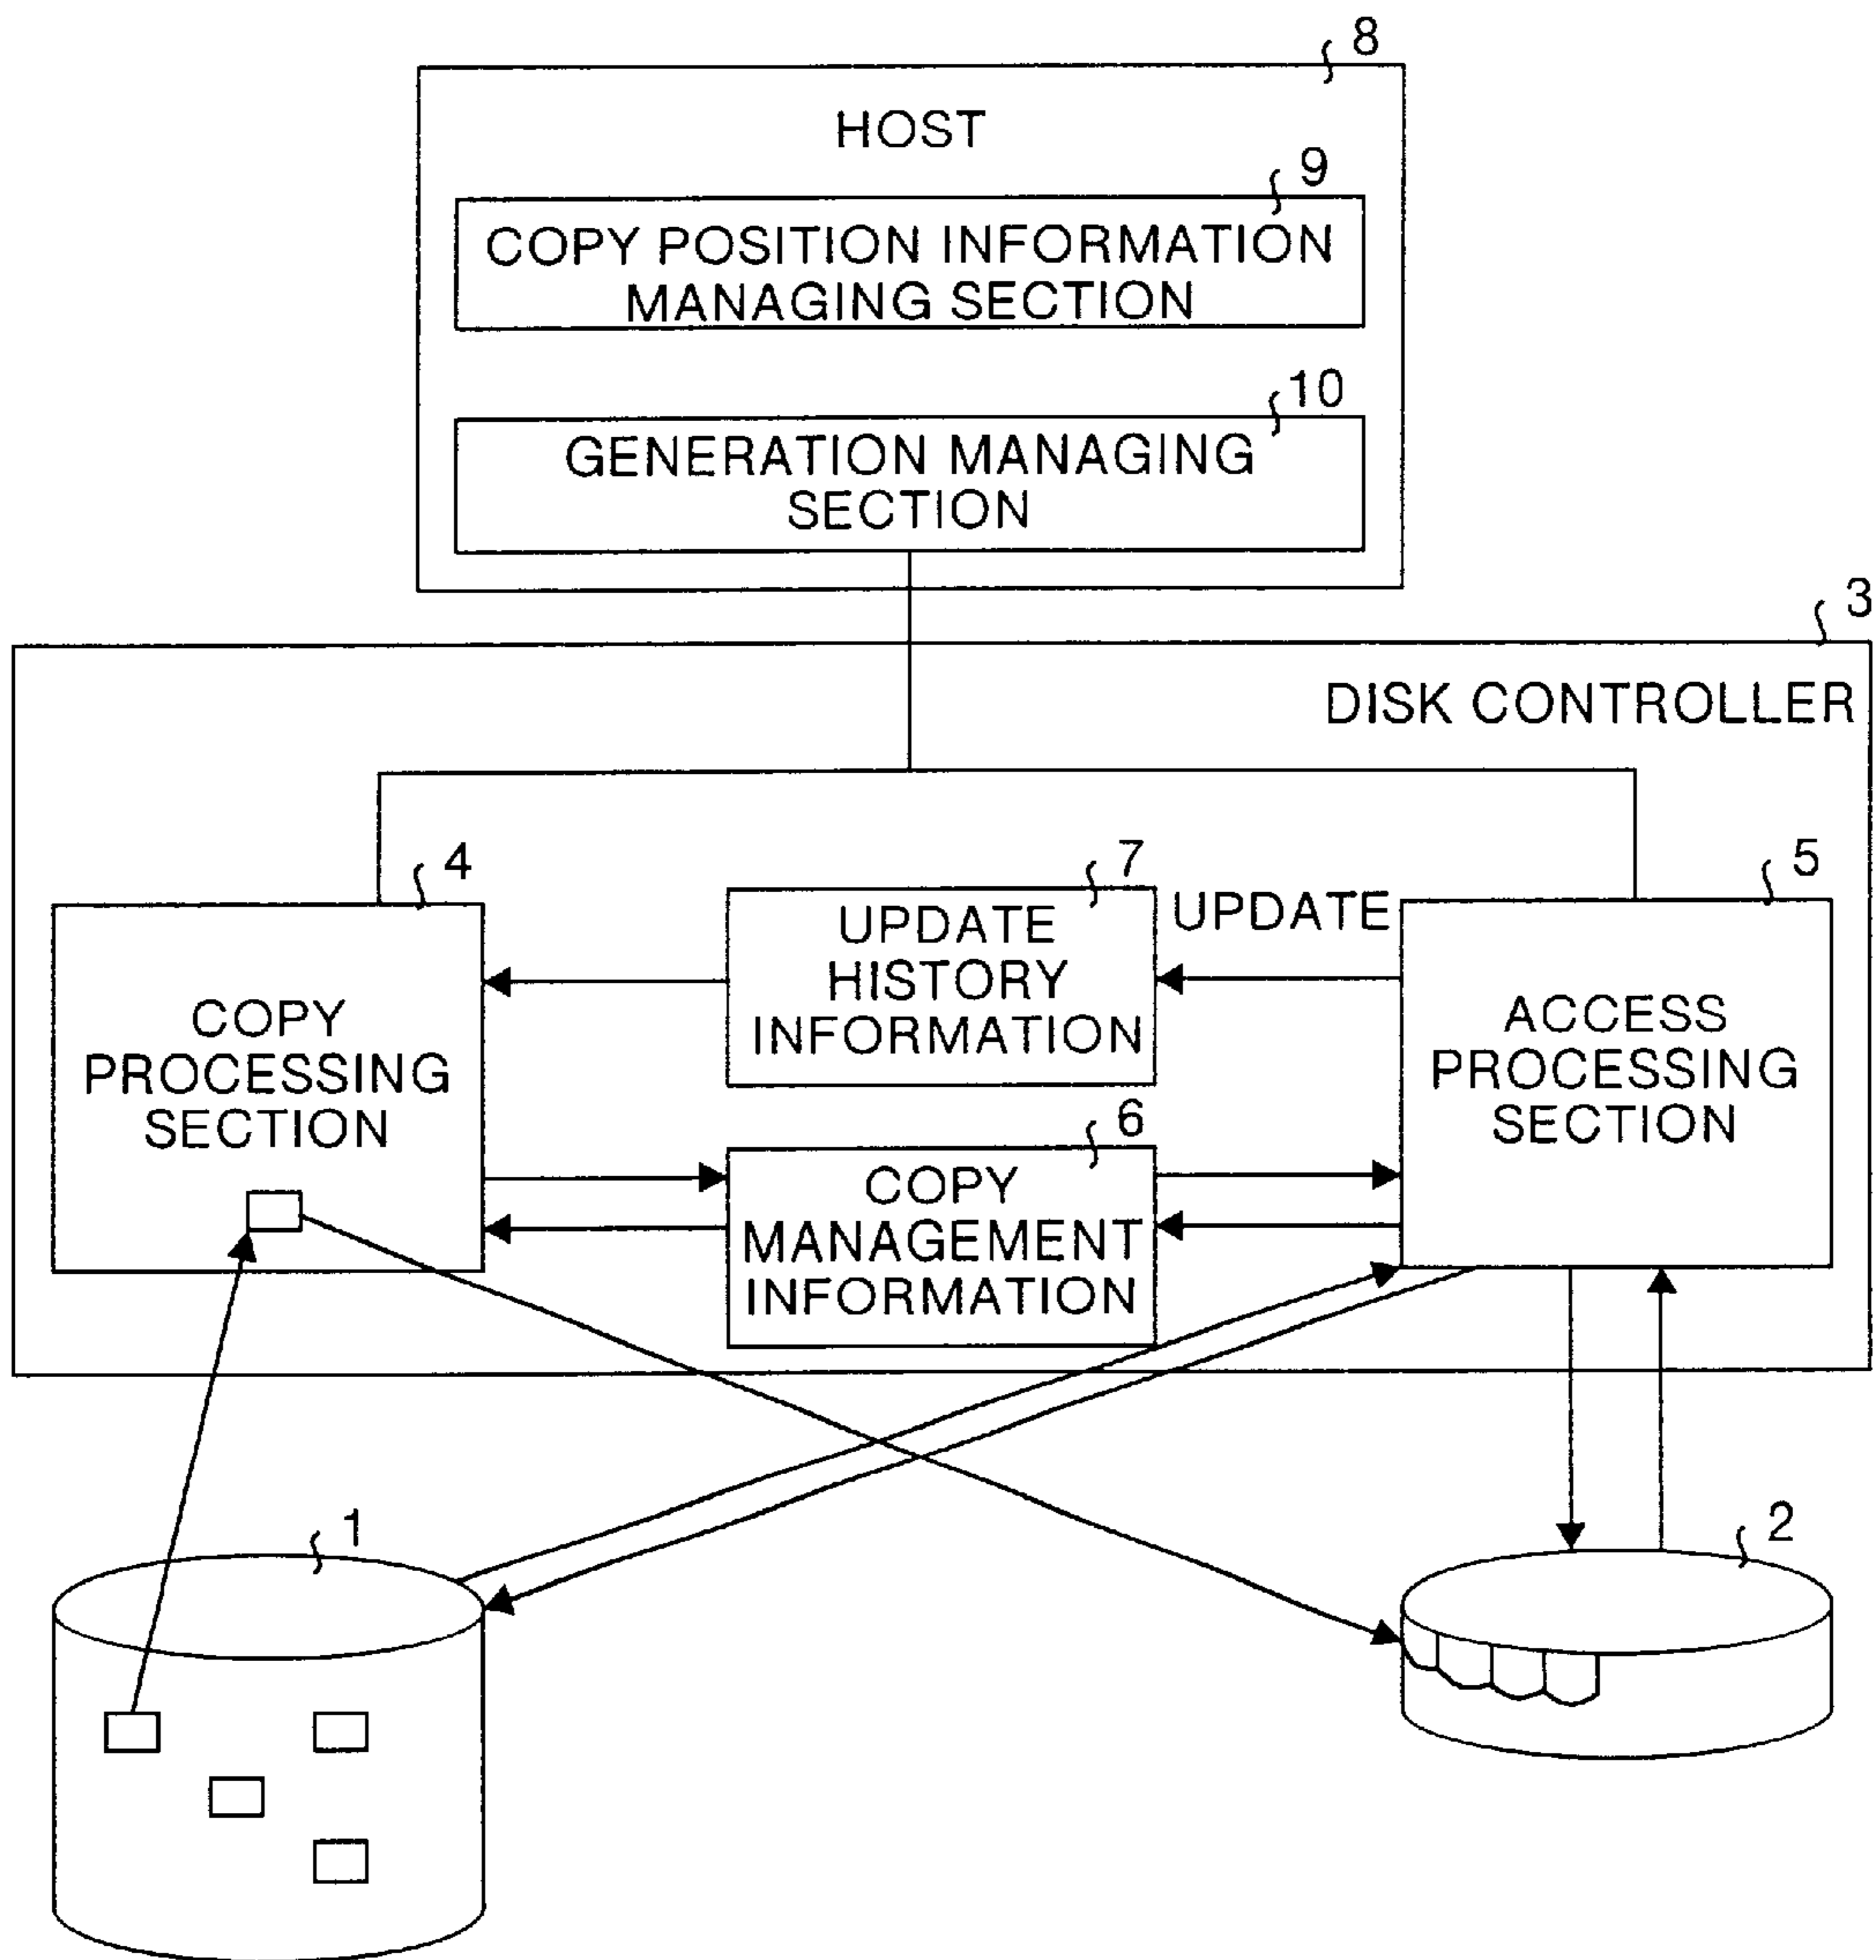 8
HOST
9
COPY POSITION INFORMATION
MANAGING SECTION
10
GENERATION MANAGING
SECTION
3
DISK CONTROLLER
4
COPY
PROCESSING
SECTION
7
UPDATE
HISTORY
INFORMATION
UPDATE
5
ACCESS
PROCESSING
SECTION
6
COPY
MANAGEMENT
INFORMATION
1
2